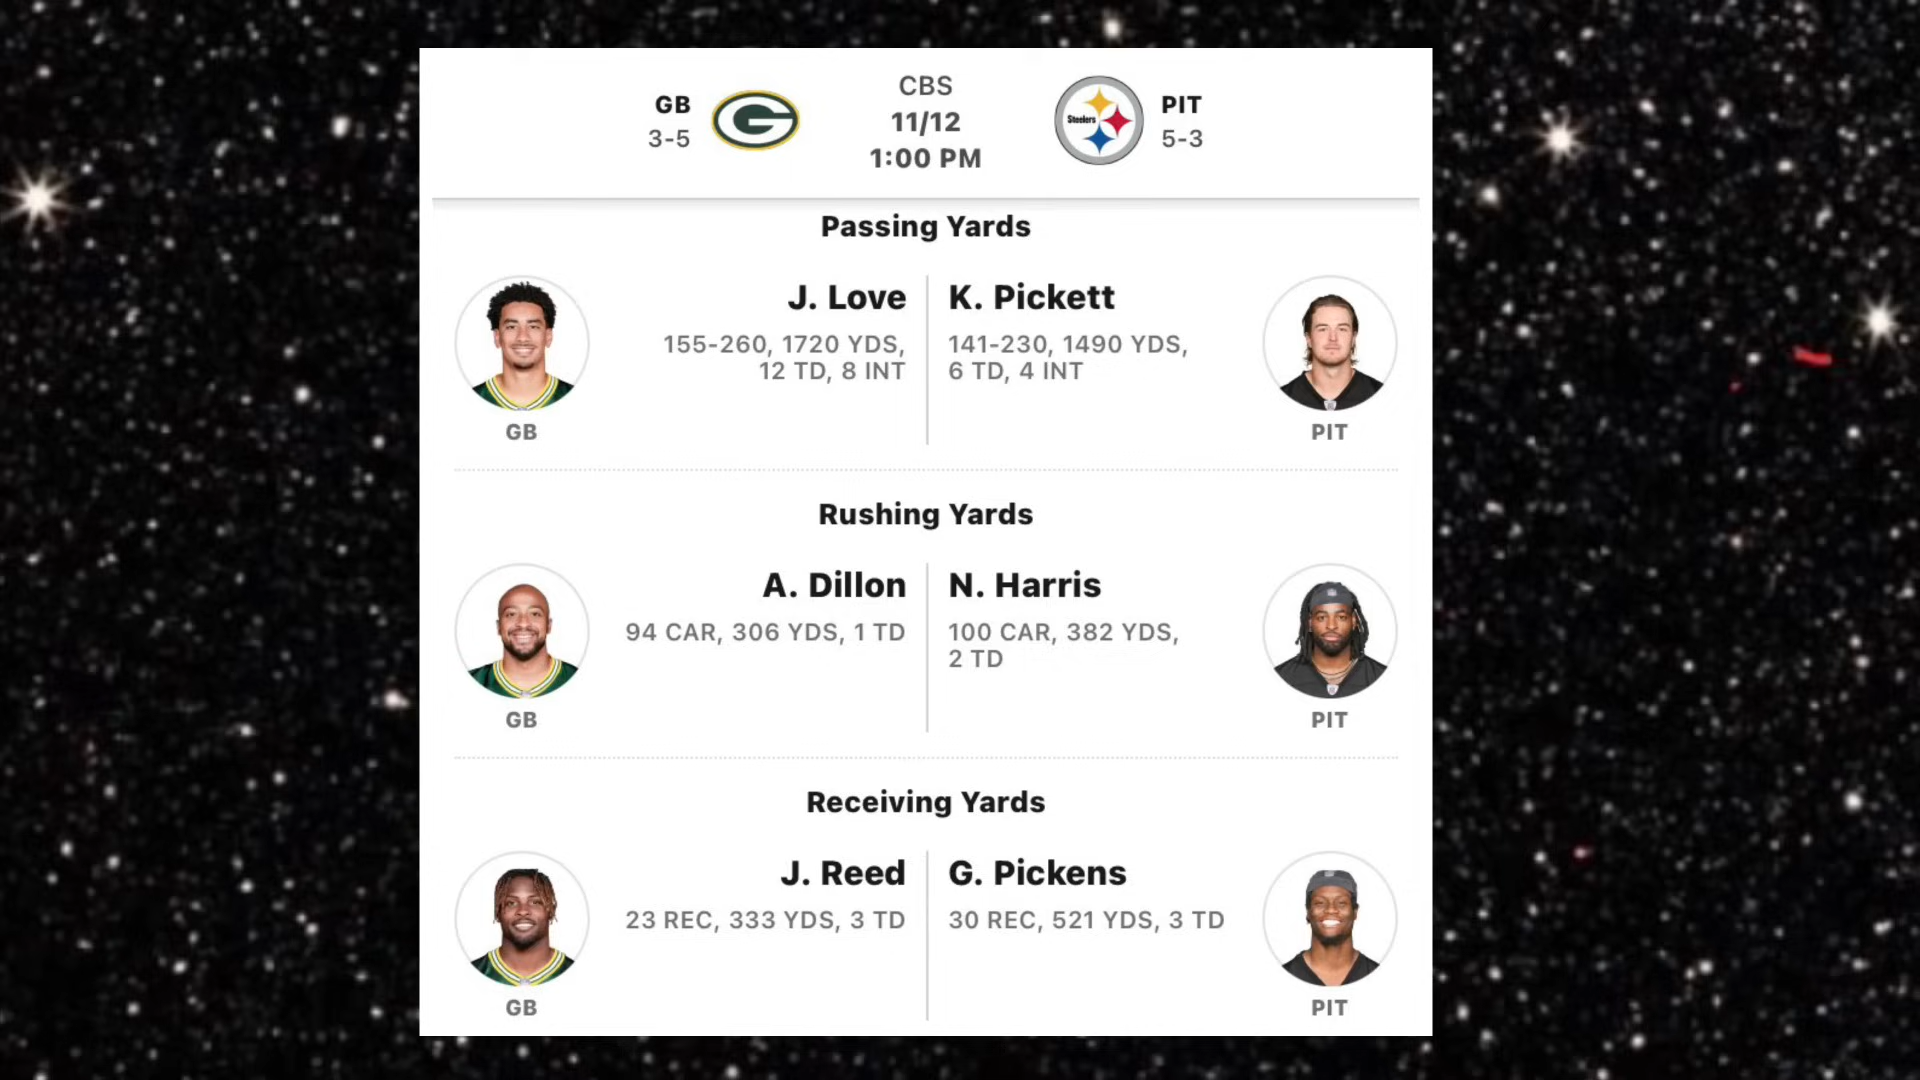 CBS
GB
11/12
PIT
3-5
1:00 PM
5-3
Steelers
Passing Yards
J. Love
155-260, 1720 YDS,
12 TD, 8 INT
GB
K. Pickett
141-230, 1490 YDS,
6 TD, 4 INT
PIT
Rushing Yards
A. Dillon
94 CAR, 306 YDS, 1 TD
GB
N. Harris
100 CAR, 382 YDS,
2 TD
PIT
Receiving Yards
J. Reed
23 REC, 333 YDS, 3 TD
GB
G. Pickens
30 REC, 521 YDS, 3 TD
PIT